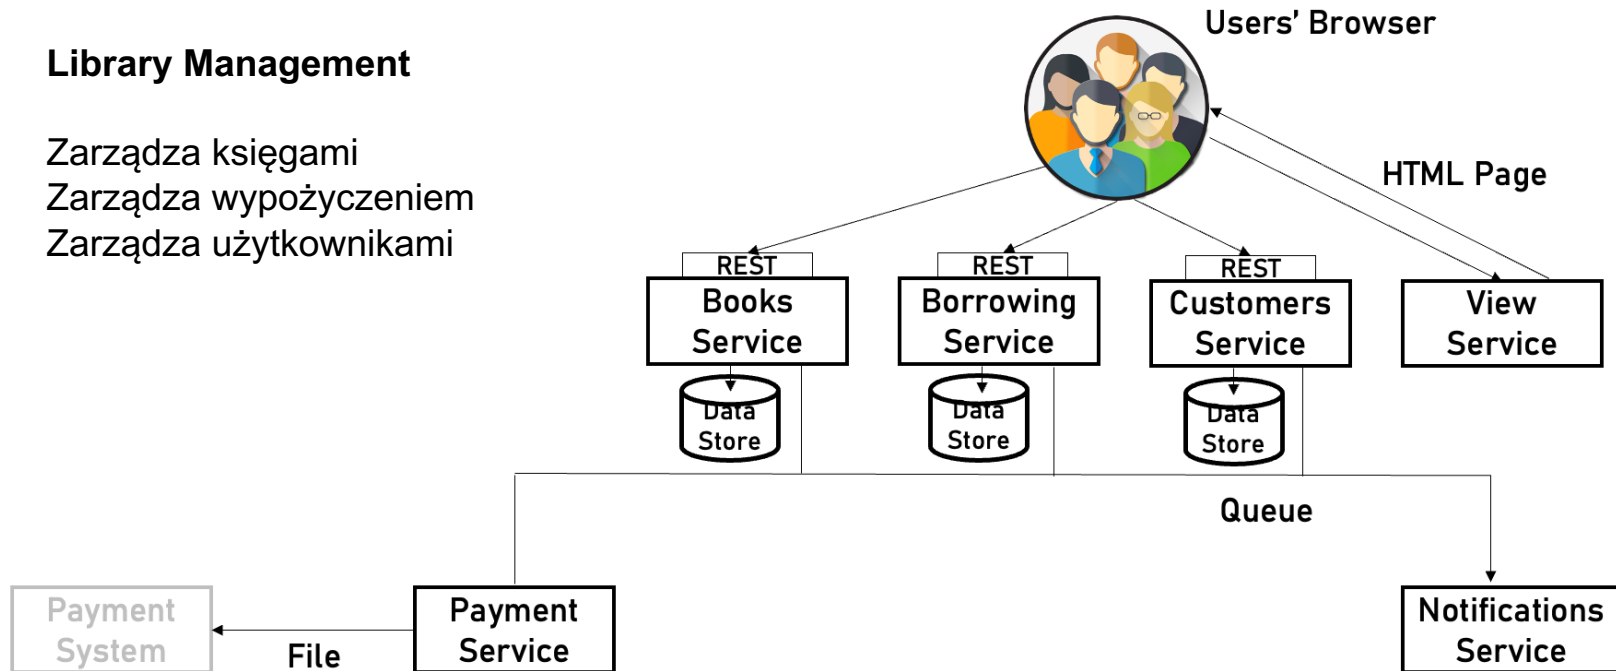 Users' Browser
Library Management
Zarządza księgami
Zarządza wypożyczeniem
Zarządza użytkownikami
HTML Page
REST
REST
REST
Books
Service
Borrowing
Service
Customers
Service
View
Service
Data
Store
Data
Store
Data
Store
Queue
Payment
System
File
Payment
Service
Notifications
Service